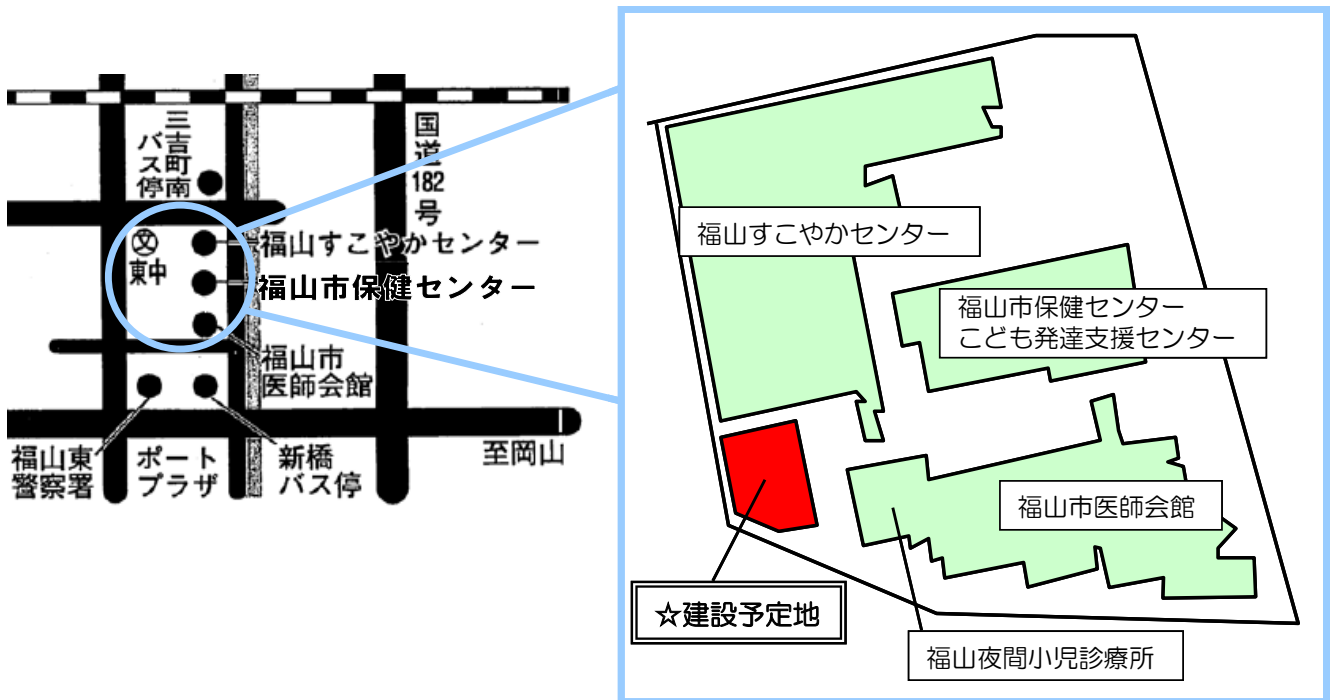 三吉町南
バス停
国道182号
福山すこやかセンター
文
東中
福山市保健センター
福山市
医師会館
福山東
警察署
ポート
プラザ
新橋
バス停
至岡山
福山すこやかセンター
福山市保健センター
こども発達支援センター
福山市医師会館
☆建設予定地
福山夜間小児診療所